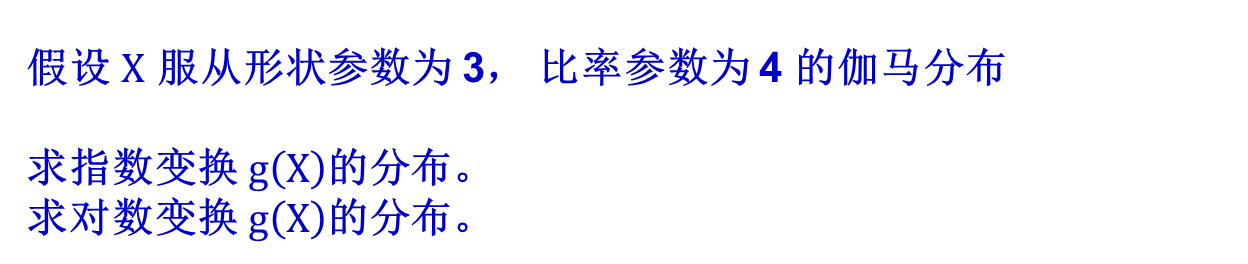 假设 X 服从形状参数为 3， 比率参数为 4 的伽马分布
求指数变换 g(X)的分布。
求对数变换 g(X)的分布。